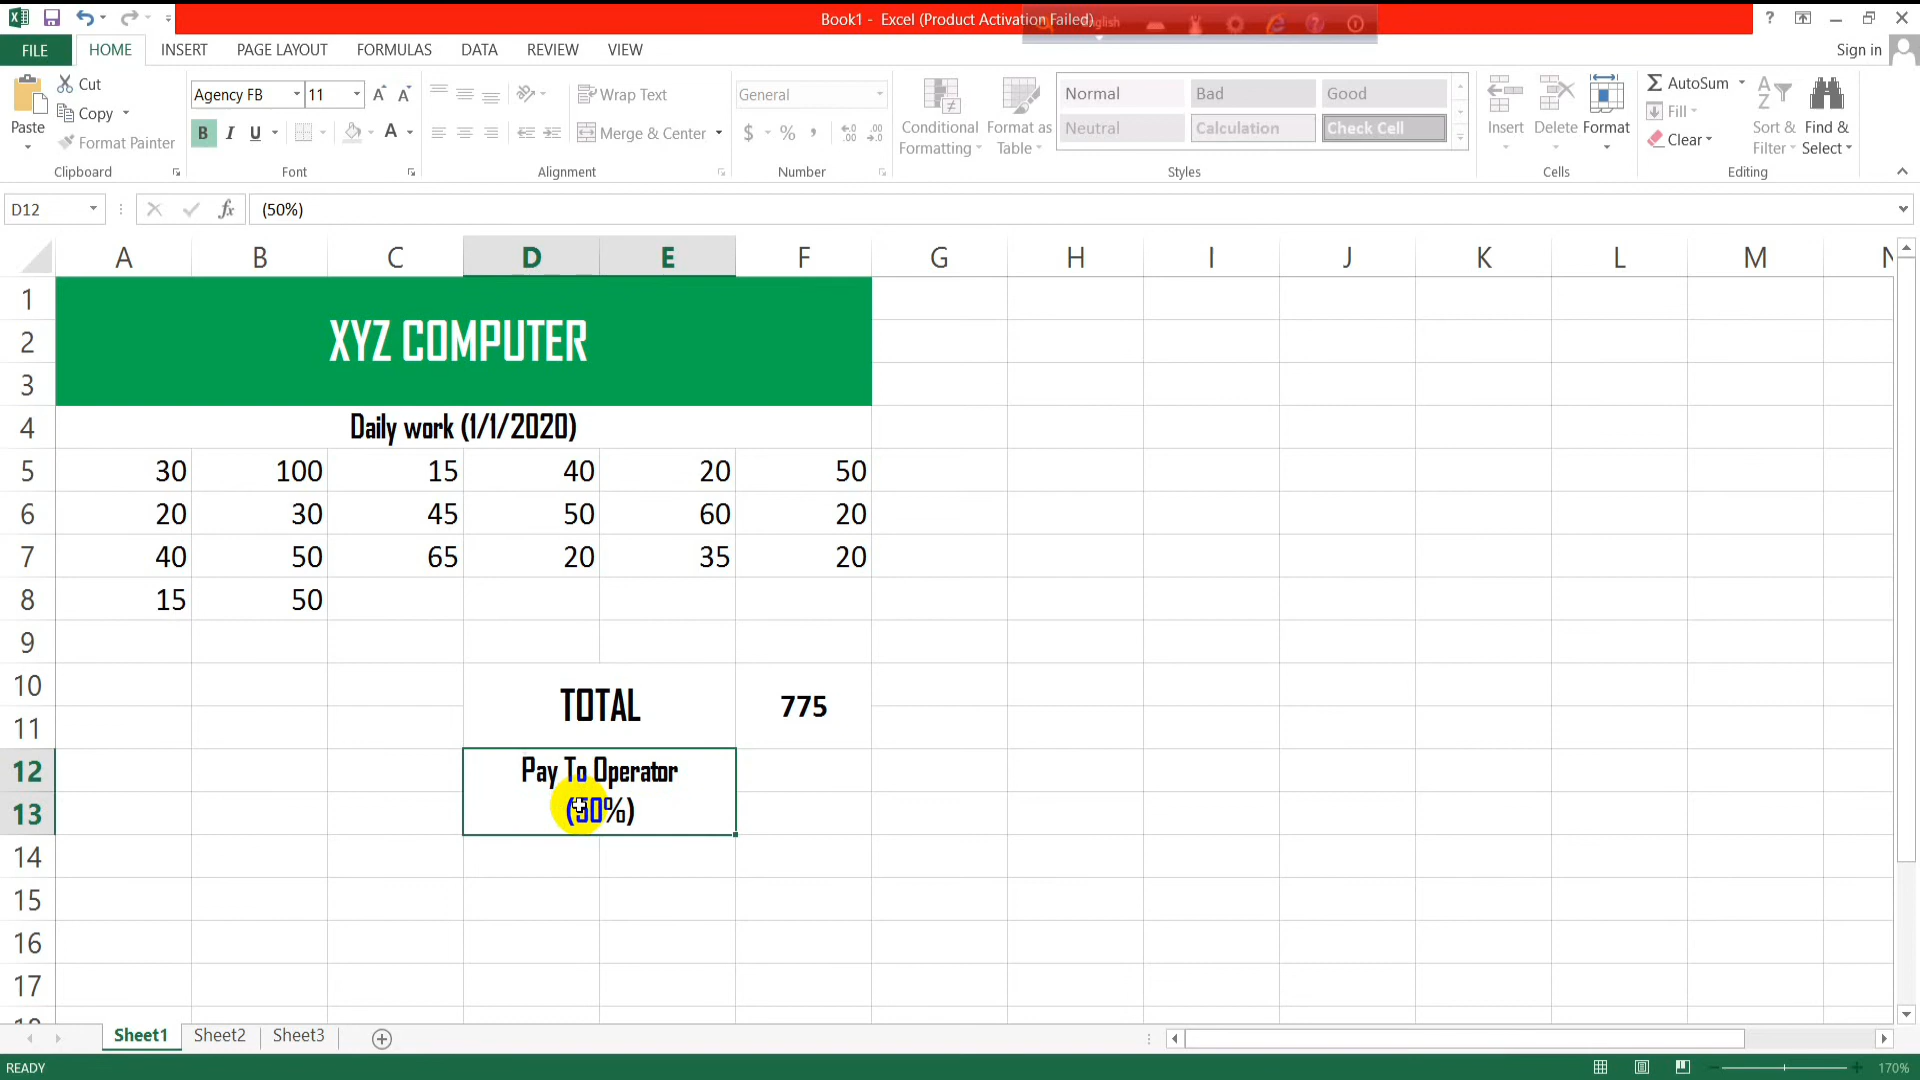 Book1 - Excel (Product Activation Failed)
English
FILE HOME INSERT PAGE LAYOUT FORMULAS DATA REVIEW VIEW Sign in
Paste Cut Copy Format Painter Clipboard
Agency FB 11 B I U A Font
Wrap Text Merge & Center Alignment
General $ % , Number
Conditional Formatting Format as Table
Normal Bad Good
Neutral Calculation Check Cell
Styles
Insert Delete Format Cells
AutoSum Fill Clear Sort & Filter Find & Select Editing
D12 fx (50%)
A B C D E F G H I J K L M N
1
2 XYZ COMPUTER
3
4 Daily work (1/1/2020)
5 30 100 15 40 20 50
6 20 30 45 50 60 20
7 40 50 65 20 35 20
8 15 50
9
10 TOTAL 775
11
12 Pay To Operator
13 (50%)
14
15
16
17
Sheet1 Sheet2 Sheet3
READY 170%